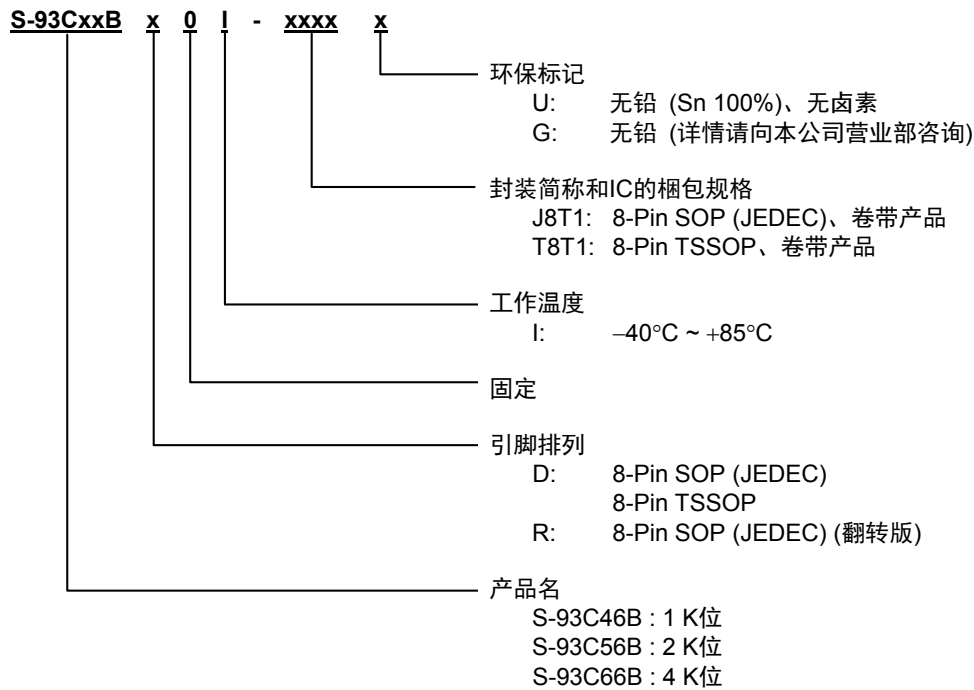 S-93CxxB x 0 I - xxxx x
环保标记
U: 无铅 (Sn 100%)、无卤素
G: 无铅 (详情请向本公司营业部咨询)
封装简称和IC的梱包规格
J8T1: 8-Pin SOP (JEDEC)、卷带产品
T8T1: 8-Pin TSSOP、卷带产品
工作温度
I: −40°C ~ +85°C
固定
引脚排列
D: 8-Pin SOP (JEDEC)
8-Pin TSSOP
R: 8-Pin SOP (JEDEC) (翻转版)
产品名
S-93C46B : 1 K位
S-93C56B : 2 K位
S-93C66B : 4 K位